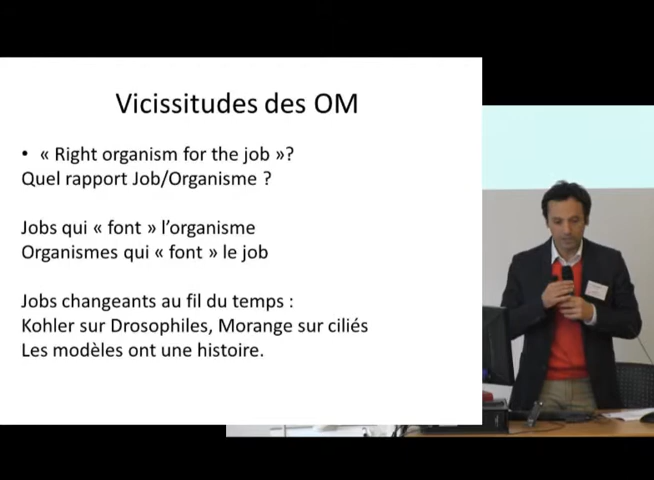 Vicissitudes des OM
• « Right organism for the job »?
Quel rapport Job/Organisme ?
Jobs qui « font » l’organisme
Organismes qui « font » le job
Jobs changeants au fil du temps :
Kohler sur Drosophiles, Morange sur ciliés
Les modèles ont une histoire.